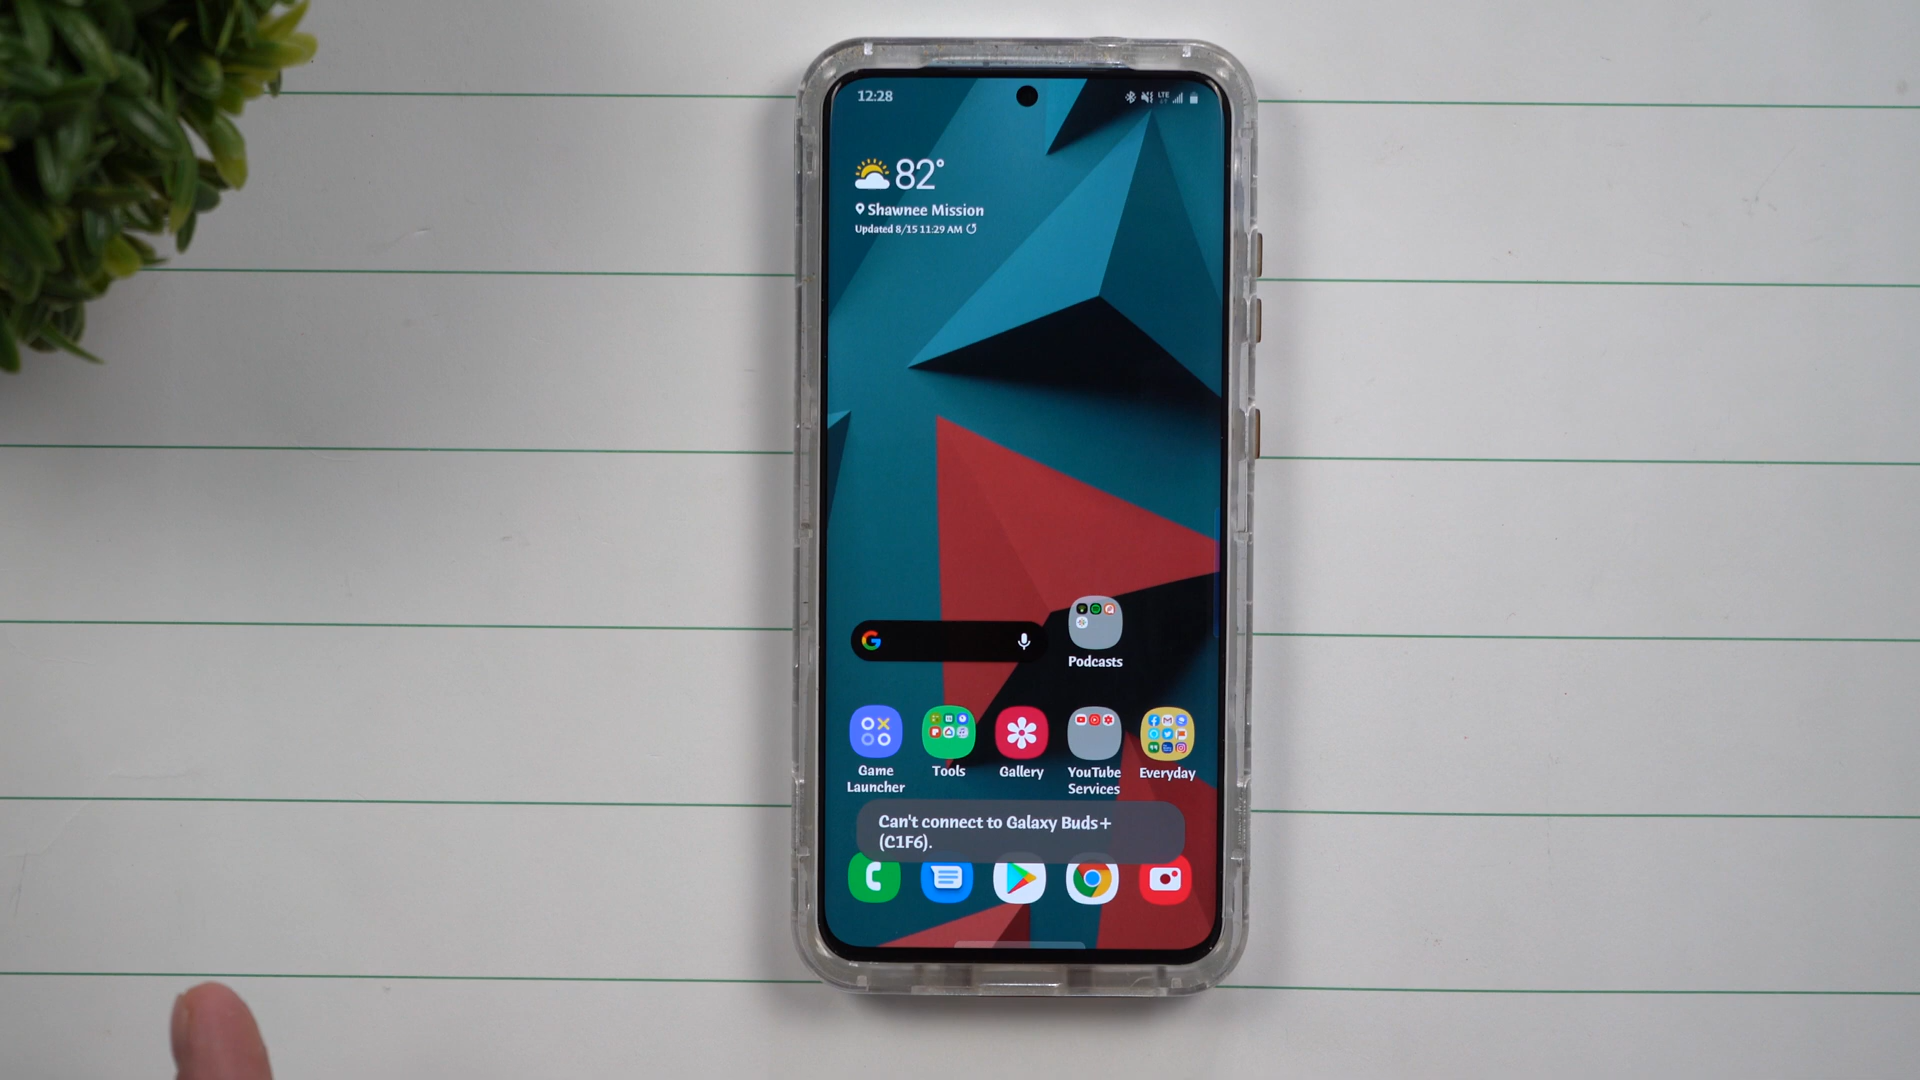 12:28
LTE
82°
Shawnee Mission
Updated 8/15 11:29 AM
Podcasts
Game
Launcher
Tools
Gallery
YouTube
Services
Everyday
Can't connect to Galaxy Buds+
(C1F6).